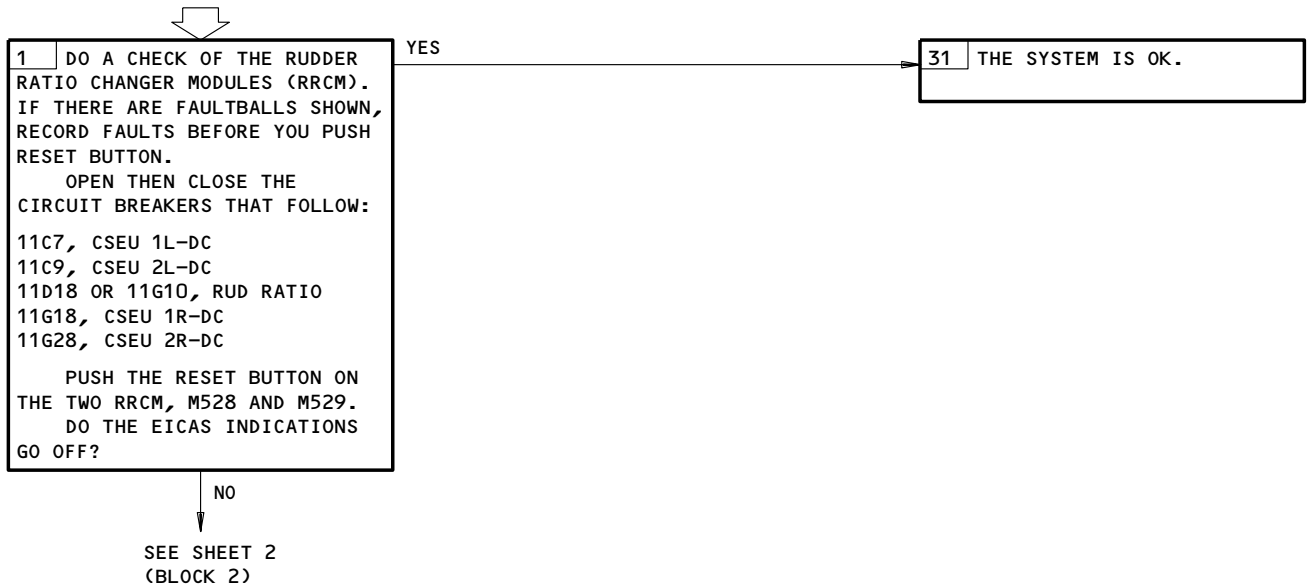 1 DO A CHECK OF THE RUDDER
RATIO CHANGER MODULES (RRCM).
IF THERE ARE FAULTBALLS SHOWN,
RECORD FAULTS BEFORE YOU PUSH
RESET BUTTON.
OPEN THEN CLOSE THE
CIRCUIT BREAKERS THAT FOLLOW:
11C7, CSEU 1L-DC
11C9, CSEU 2L-DC
11D18 OR 11G10, RUD RATIO
11G18, CSEU 1R-DC
11G28, CSEU 2R-DC
PUSH THE RESET BUTTON ON
THE TWO RRCM, M528 AND M529.
DO THE EICAS INDICATIONS
GO OFF?
YES
31 THE SYSTEM IS OK.
NO
SEE SHEET 2
(BLOCK 2)